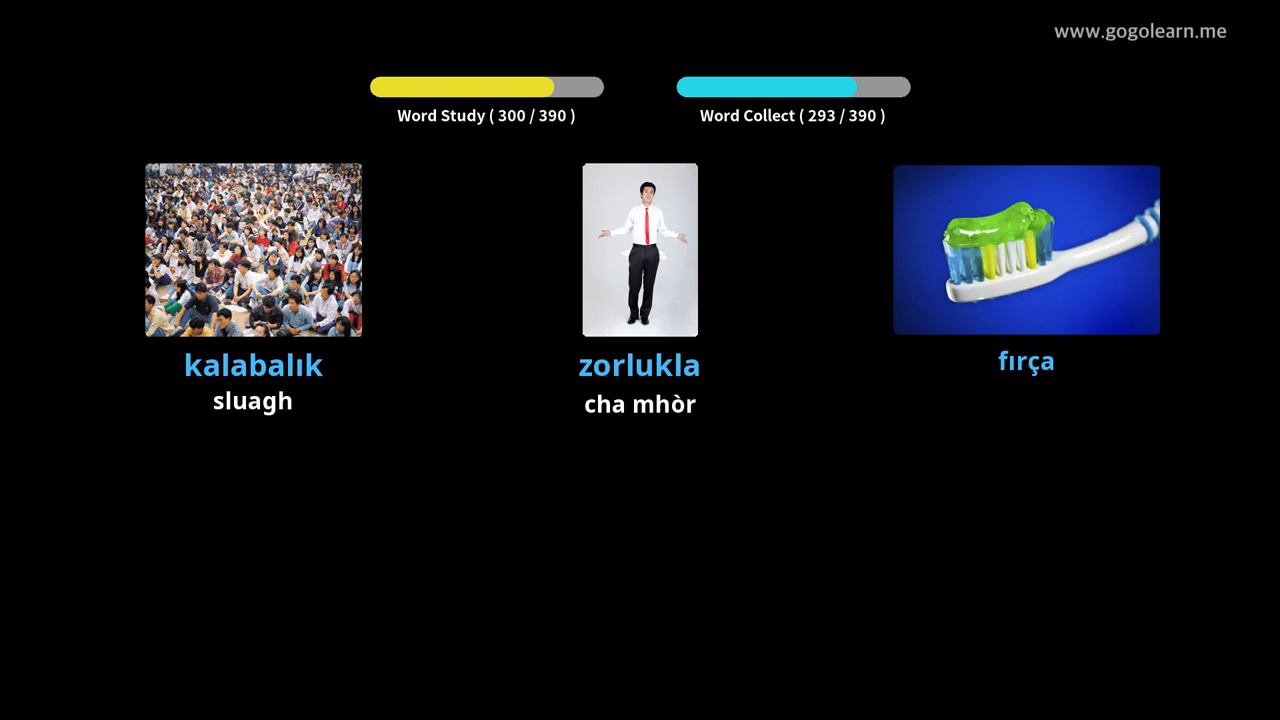 www.gogolearn.me
Word Study ( 300 / 390 )
Word Collect ( 293 / 390 )
kalabalık
sluagh
zorlukla
cha mhòr
fırça